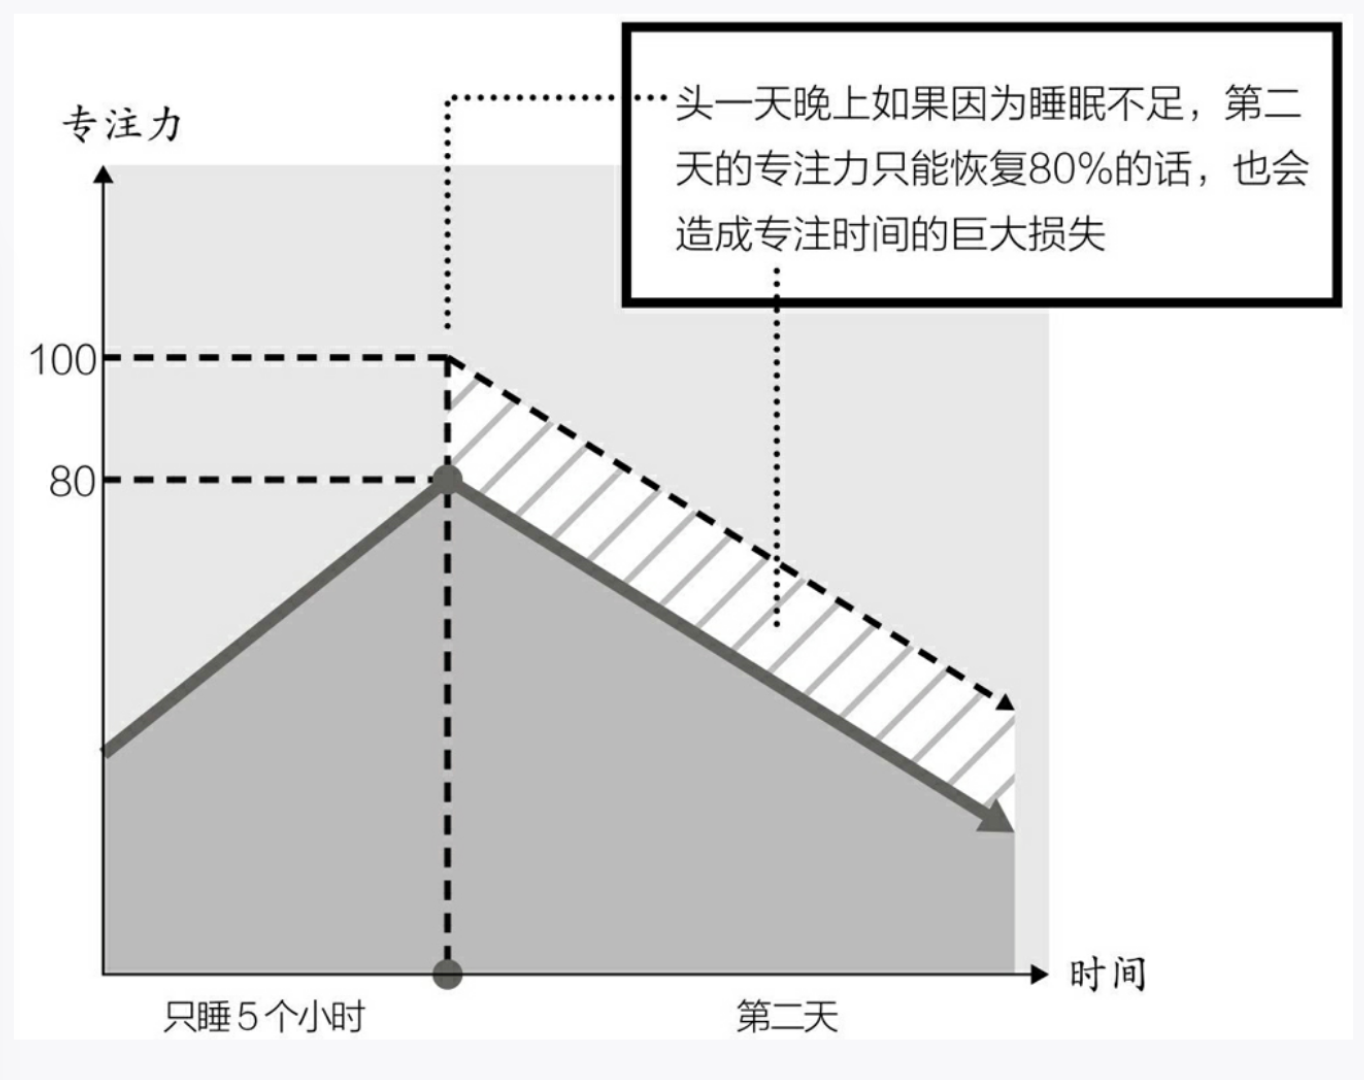 头一天晚上如果因为睡眠不足，第二
天的专注力只能恢复80%的话，也会
造成专注时间的巨大损失
专注力
100
80
时间
只睡5个小时
第二天